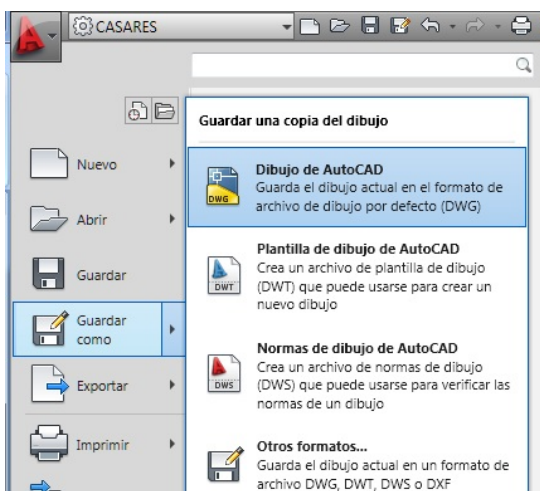 CASARES
Guardar una copia del dibujo
Nuevo
Abrir
Guardar
Guardar
como
Exportar
Imprimir
DWG
Dibujo de AutoCAD
Guarda el dibujo actual en el formato de
archivo de dibujo por defecto (DWG)
DWT
Plantilla de dibujo de AutoCAD
Crea un archivo de plantilla de dibujo
(DWT) que puede usarse para crear un
nuevo dibujo
DWS
Normas de dibujo de AutoCAD
Crea un archivo de normas de dibujo
(DWS) que puede usarse para verificar las
normas de un dibujo
Otros formatos...
Guarda el dibujo actual en un formato de
archivo DWG, DWT, DWS o DXF